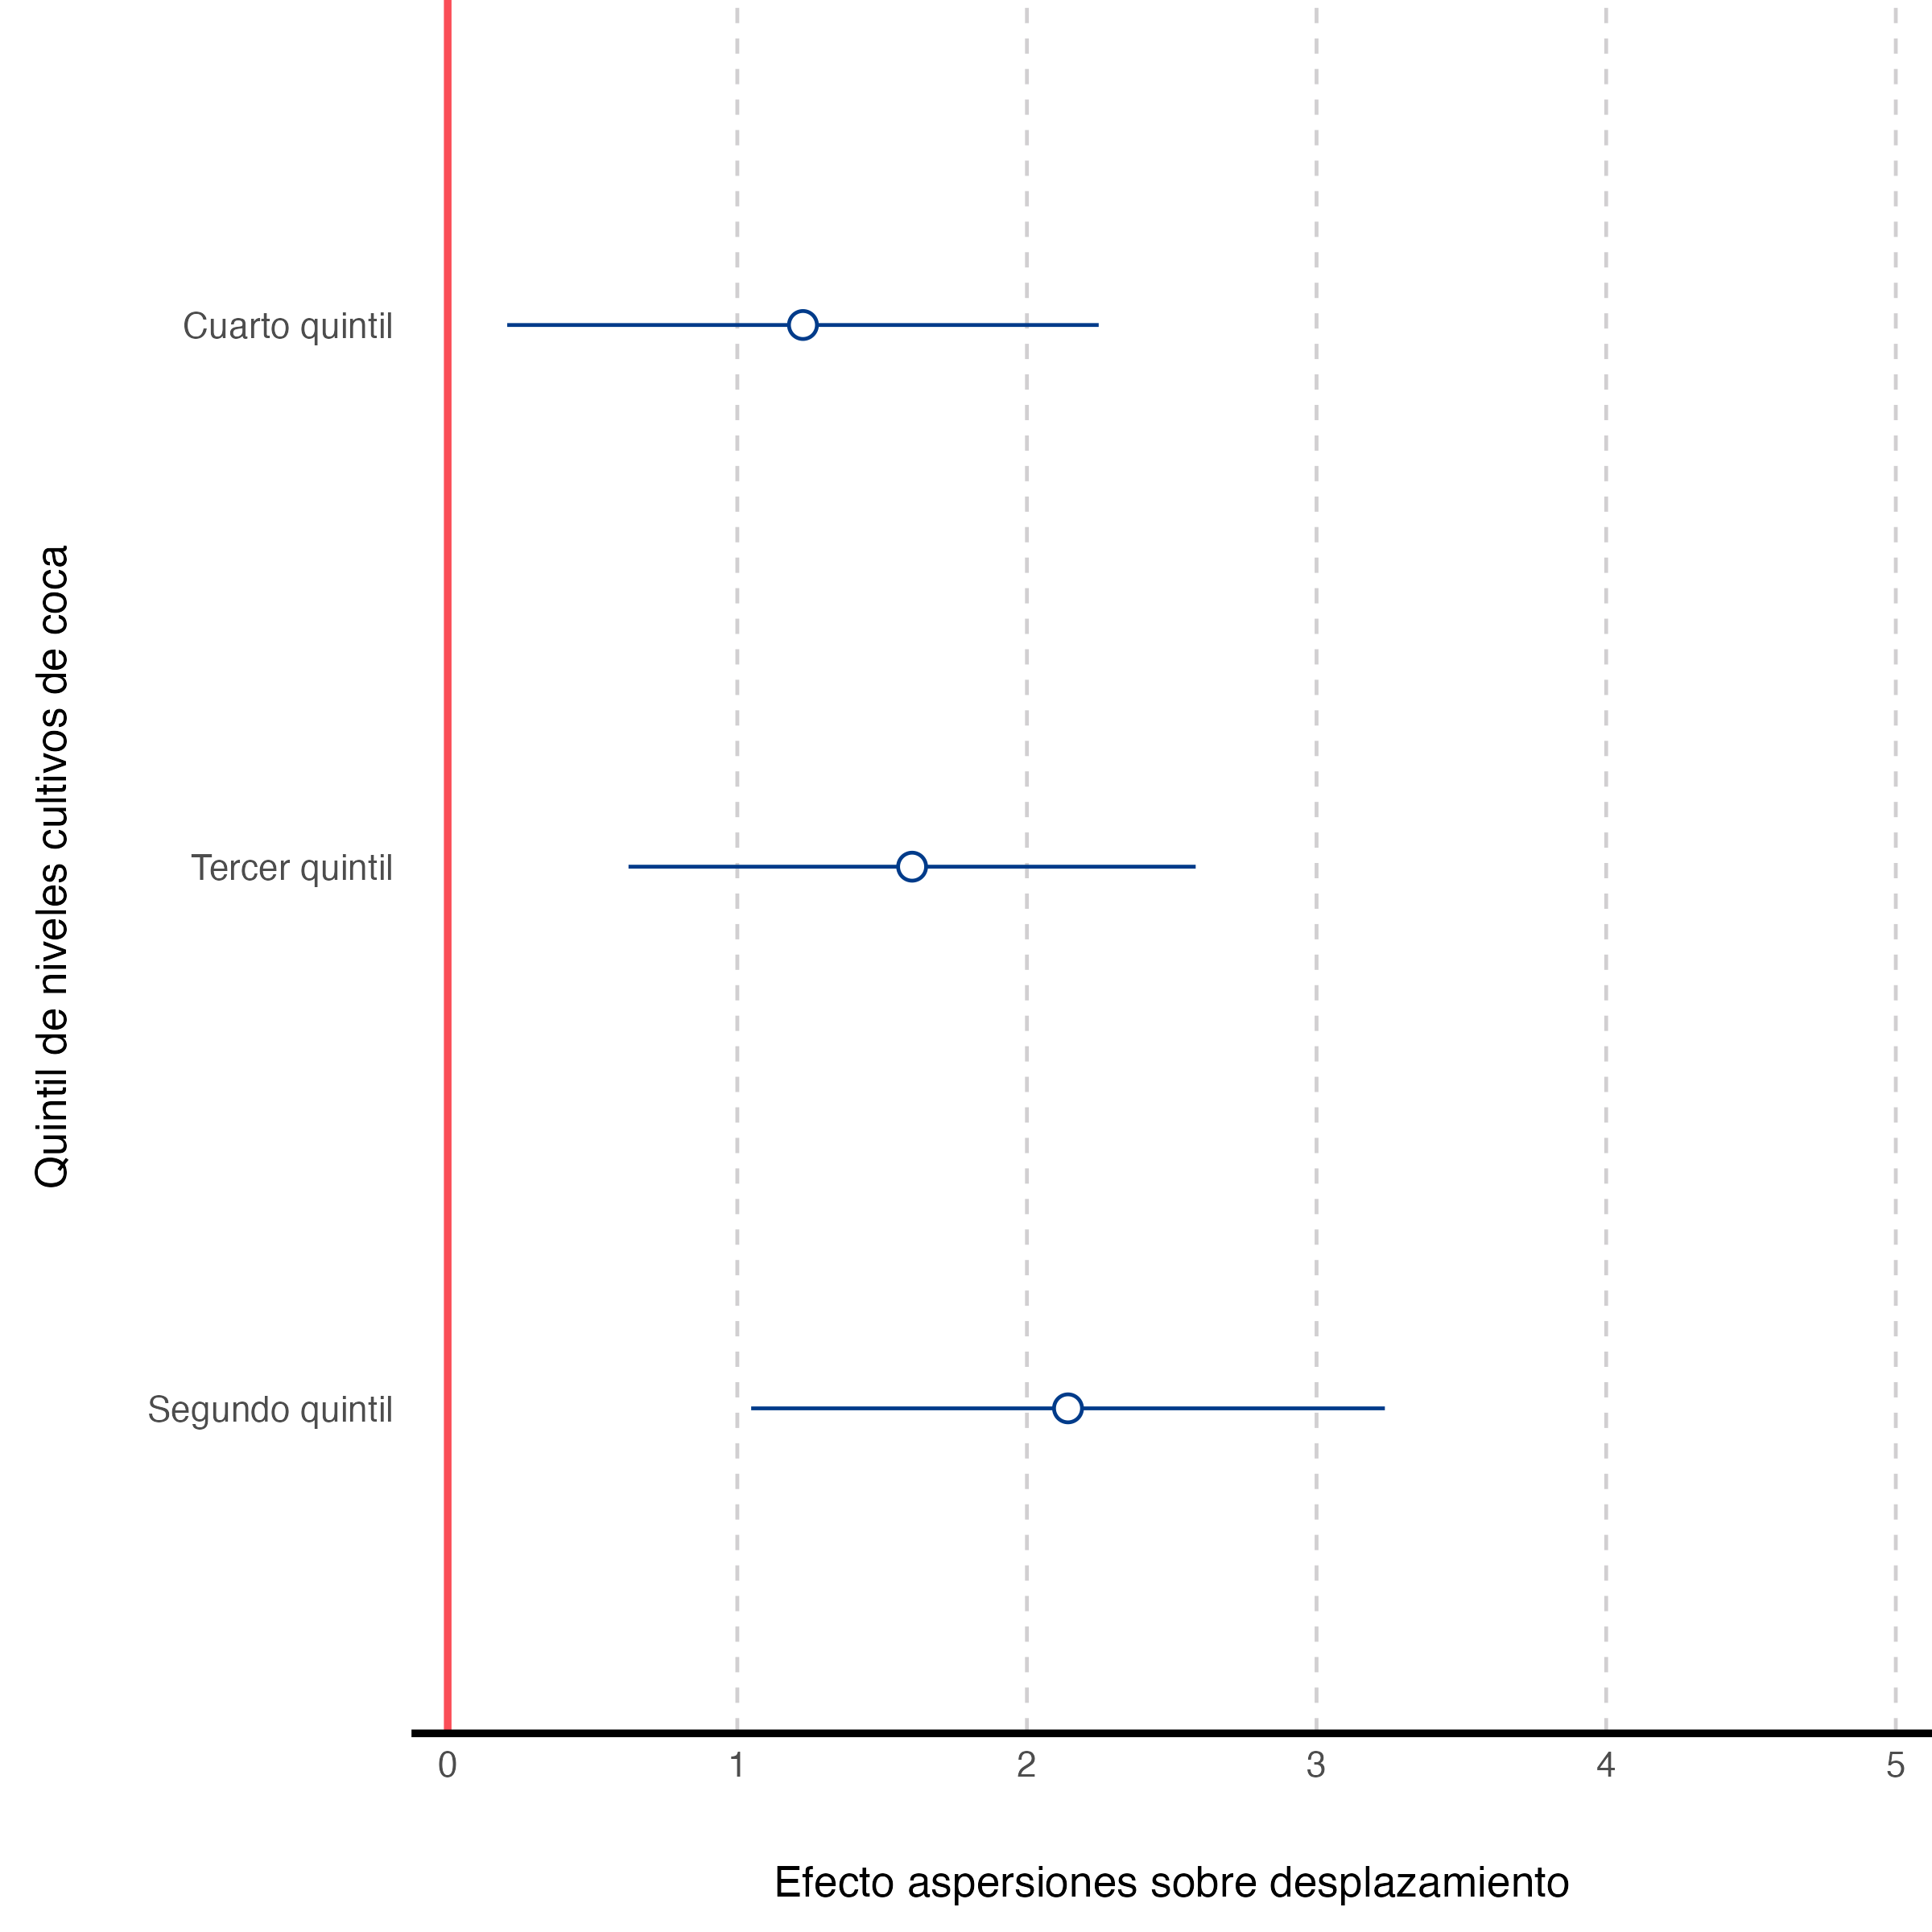 Quintil de niveles cultivos de coca
Cuarto quintil
Tercer quintil
Segundo quintil
0 1 2 3 4 5
Efecto aspersiones sobre desplazamiento